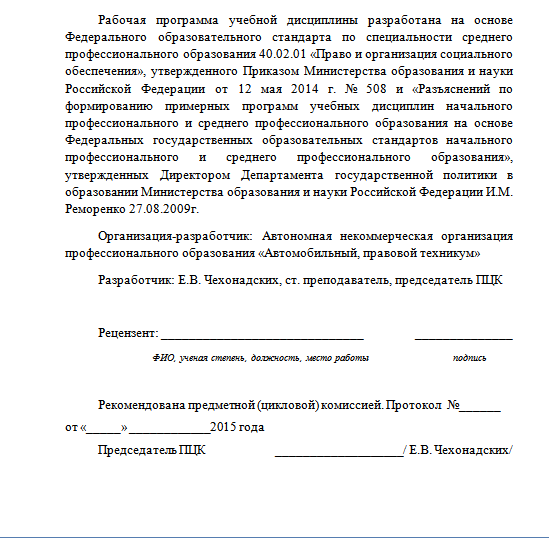 Рабочая программа учебной дисциплины разработана на основе
Федерального образовательного стандарта по специальности среднего
профессионального образования 40.02.01 «Право и организация социального
обеспечения», утвержденного Приказом Министерства образования и науки
Российской Федерации от 12 мая 2014 г. № 508 и «Разъяснений по
формированию примерных программ учебных дисциплин начального
профессионального и среднего профессионального образования на основе
Федеральных государственных образовательных стандартов начального
профессионального и среднего профессионального образования»,
утвержденных Директором Департамента государственной политики в
образовании Министерства образования и науки Российской Федерации И.М.
Реморенко 27.08.2009г.
Организация-разработчик: Автономная некоммерческая организация
профессионального образования «Автомобильный, правовой техникум»
Разработчик: Е.В. Чехонадских, ст. преподаватель, председатель ПЦК
Рецензент: _____________________________ ______________
ФИО, ученая степень, должность, место работы подпись
Рекомендована предметной (цикловой) комиссией. Протокол №______
от «_____» ____________2015 года
Председатель ПЦК ___________________/ Е.В. Чехонадских/